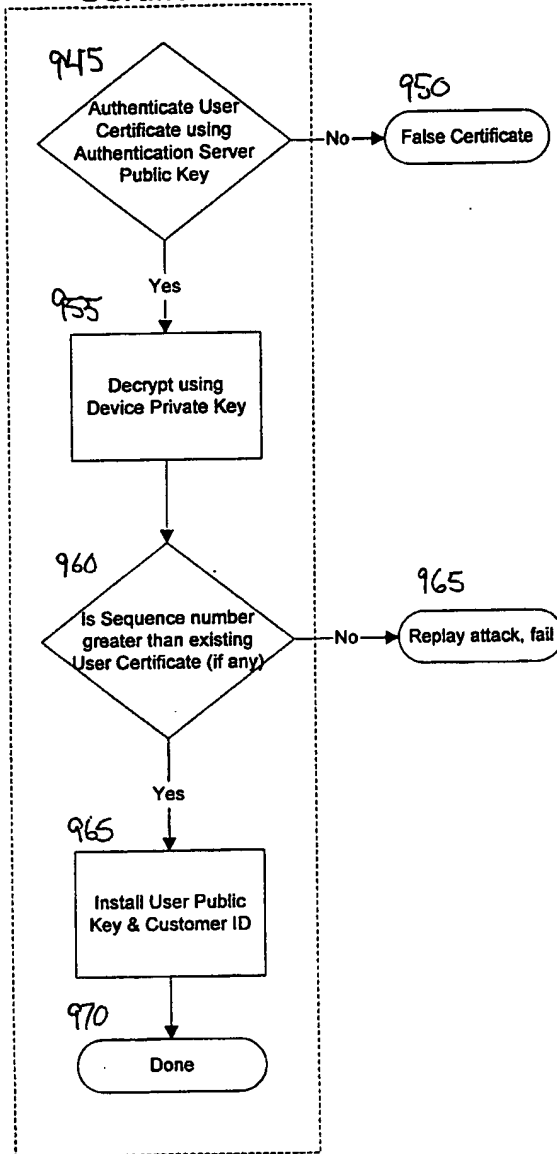 945
Authenticate User
Certificate using
Authentication Server
Public Key
No
950
False Certificate
Yes
955
Decrypt using
Device Private Key
960
Is Sequence number
greater than existing
User Certificate (if any)
No
965
Replay attack, fail
Yes
965
Install User Public
Key & Customer ID
970
Done